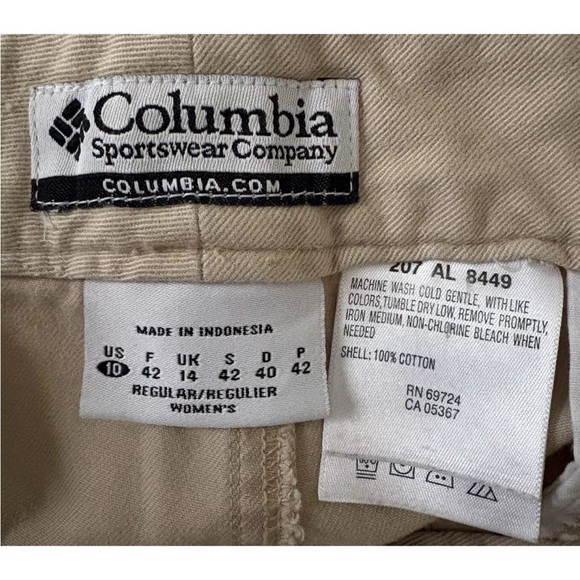 Columbia
Sportswear Company
COLUMBIA.COM
MADE IN INDONESIA
US F UK S D P
10 42 14 42 40 42
REGULAR/REGULIER
WOMEN'S
207 AL 8449
MACHINE WASH COLD GENTLE, WITH LIKE
COLORS, TUMBLE DRY LOW, REMOVE PROMPTLY,
IRON MEDIUM, NON-CHLORINE BLEACH WHEN
NEEDED
SHELL: 100% COTTON
RN 69724
CA 05367